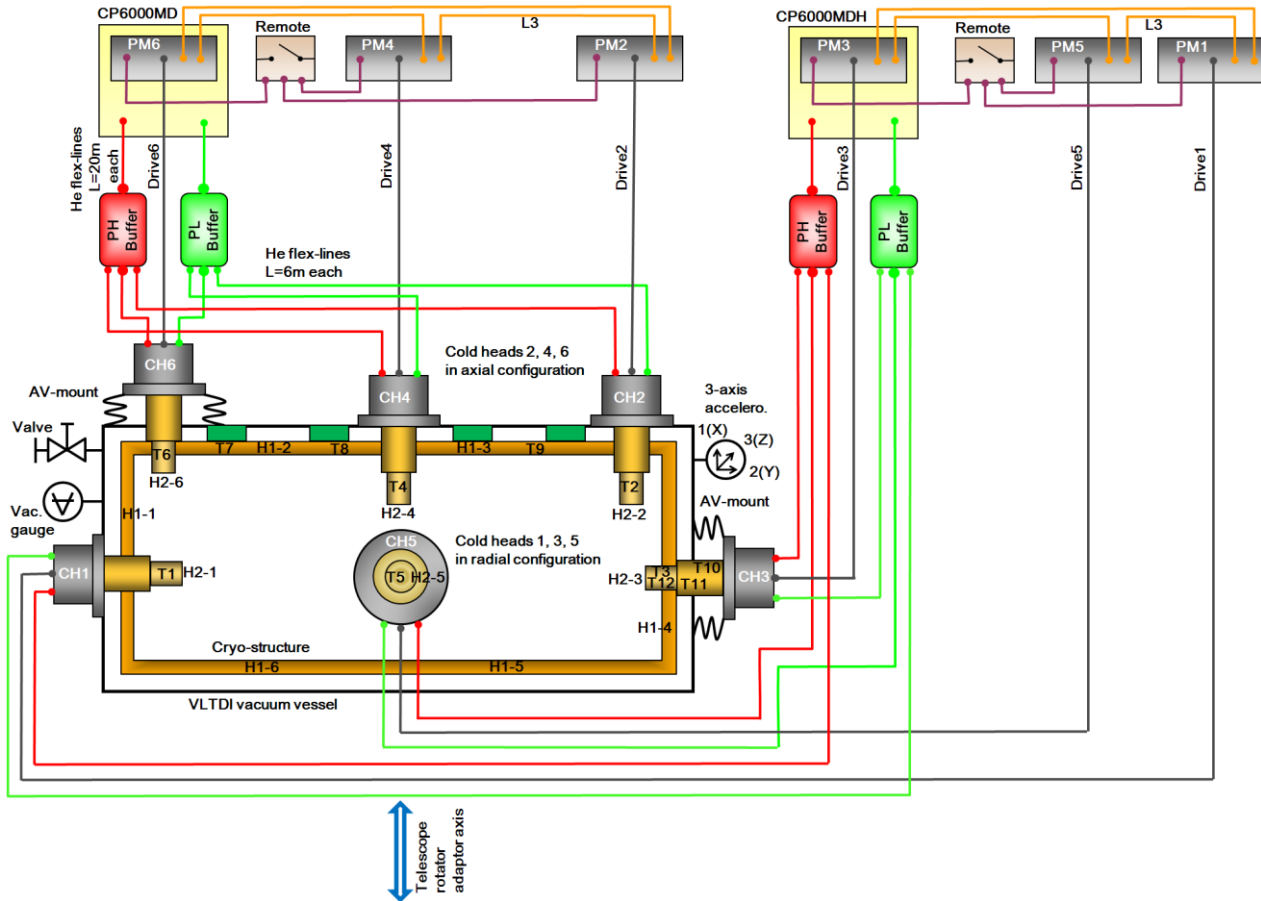 CP6000MD
PM6
Remote
PM4
L3
PM2
CP6000MDH
PM3
Remote
PM5
L3
PM1
He flex-lines
L=20m
each
Drive6
Drive4
Drive2
Drive3
Drive5
Drive1
PH
Buffer
PL
Buffer
PH
Buffer
PL
Buffer
He flex-lines
L=6m each
CH6
Cold heads 2, 4, 6
in axial configuration
CH4
CH2
AV-mount
3-axis
accelero.
1(X)
3(Z)
2(Y)
Valve
T6
T7
H1-2
T8
H1-3
T9
H2-6
T4
T2
H2-4
H2-2
AV-mount
Vac.
gauge
H1-1
Cold heads 1, 3, 5
in radial configuration
CH5
T5
H2-5
CH1
T1
H2-1
H2-3
T3
T10
T12
T11
CH3
H1-4
Cryo-structure
H1-6
H1-5
VLTDI vacuum vessel
Telescope
rotator
adaptor axis